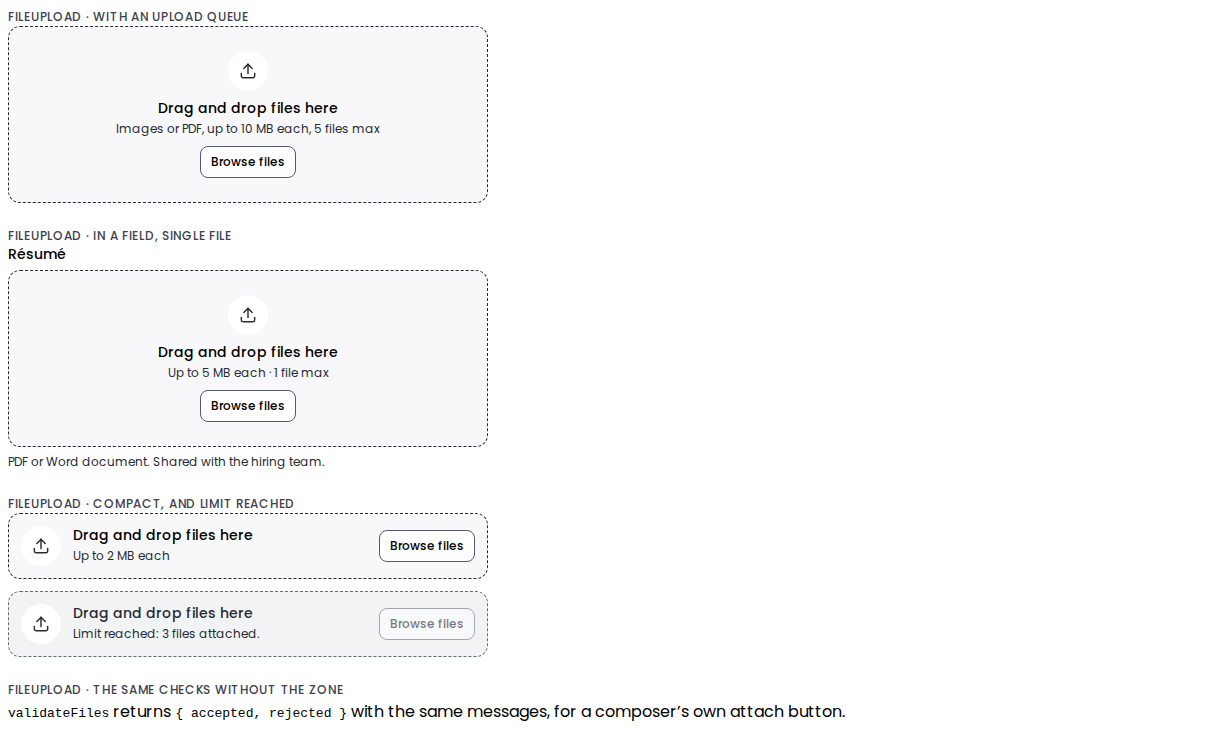 FILEUPLOAD · WITH AN UPLOAD QUEUE
Drag and drop files here
Images or PDF, up to 10 MB each, 5 files max
Browse files
FILEUPLOAD · IN A FIELD, SINGLE FILE
Résumé
Drag and drop files here
Up to 5 MB each · 1 file max
Browse files
PDF or Word document. Shared with the hiring team.
FILEUPLOAD · COMPACT, AND LIMIT REACHED
Drag and drop files here
Up to 2 MB each
Browse files
Drag and drop files here
Limit reached: 3 files attached.
Browse files
FILEUPLOAD · THE SAME CHECKS WITHOUT THE ZONE
validateFiles returns { accepted, rejected } with the same messages, for a composer’s own attach button.